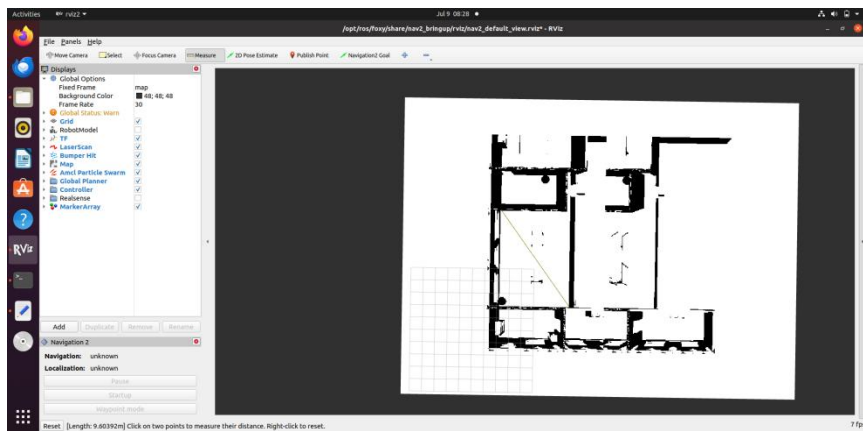 Activities
rviz2
Jul 9 08:28
/opt/ros/foxy/share/nav2_bringup/rviz/nav2_default_view.rviz* - RViz
File Panels Help
Move Camera Select Focus Camera Measure 2D Pose Estimate Publish Point Navigation2 Goal
Displays
Global Options
Fixed Frame map
Background Color 48; 48; 48
Frame Rate 30
Global Status: Warn
Grid
RobotModel
TF
LaserScan
Bumper Hit
Map
Amcl Particle Swarm
Global Planner
Controller
Realsense
MarkerArray
Add Duplicate Remove Rename
Navigation 2
Navigation: unknown
Localization: unknown
Pause
Startup
Waypoint mode
Reset [Length: 9.60392m] Click on two points to measure their distance. Right-click to reset.
7 fps
RViz